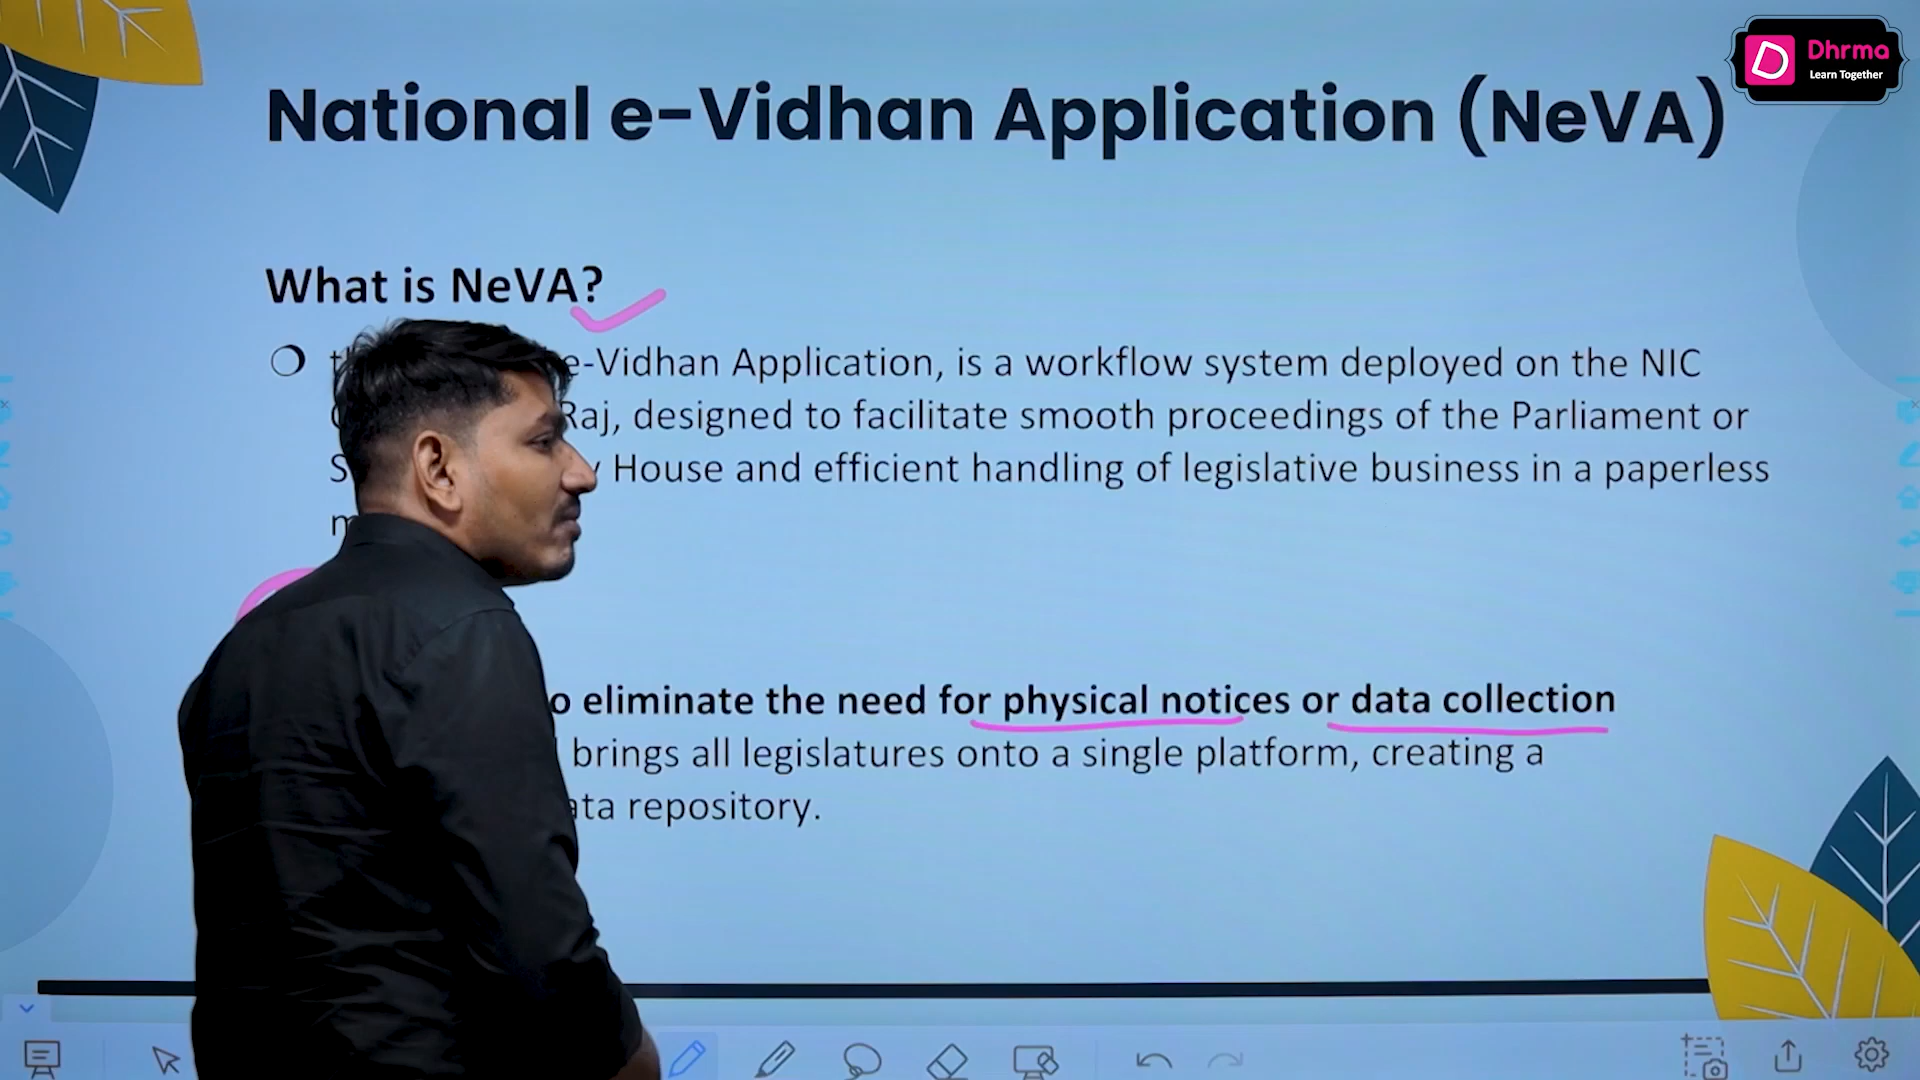 Dhrma
Learn Together
National e-Vidhan Application (NeVA)
What is NeVA?
e-Vidhan Application, is a workflow system deployed on the NIC
Raj, designed to facilitate smooth proceedings of the Parliament or
House and efficient handling of legislative business in a paperless
eliminate the need for physical notices or data collection
brings all legislatures onto a single platform, creating a
repository.